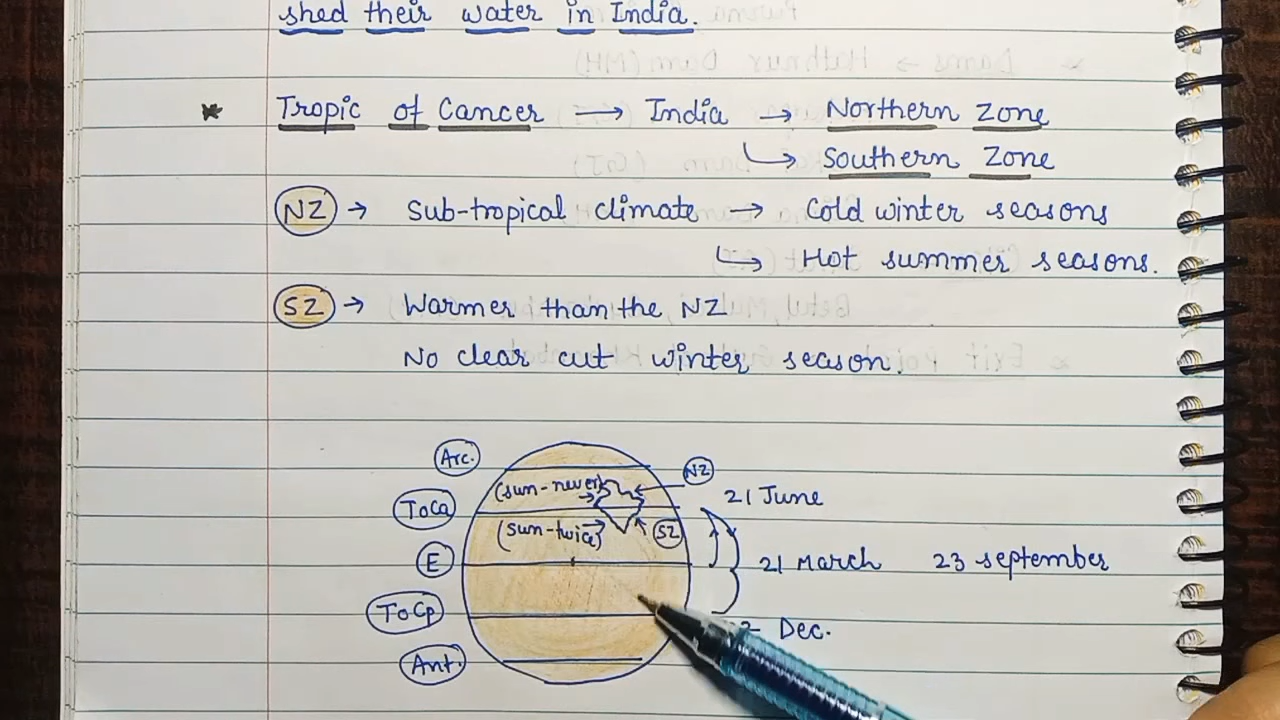 shed their water in India.
* Tropic of Cancer → India → Northern Zone
↳ Southern Zone
NZ → Sub-tropical climate → Cold winter seasons
↳ Hot summer seasons.
SZ → Warmer than the NZ
No clear cut winter season.
Arc.
(sun-never) NZ
ToCa 21 June
(sun-twice) SZ
E 21 March 23 september
ToCp
Dec.
Ant.